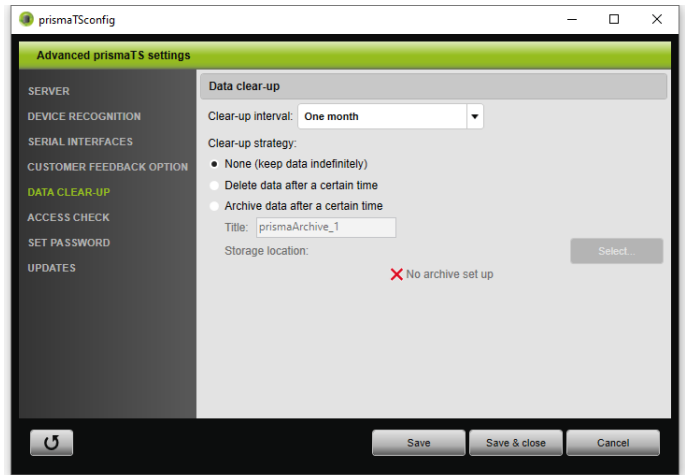 prismaTSconfig
Advanced prismaTS settings
SERVER
DEVICE RECOGNITION
SERIAL INTERFACES
CUSTOMER FEEDBACK OPTION
DATA CLEAR-UP
ACCESS CHECK
SET PASSWORD
UPDATES
Data clear-up
Clear-up interval: One month
Clear-up strategy:
None (keep data indefinitely)
Delete data after a certain time
Archive data after a certain time
Title: prismaArchive_1
Storage location: Select...
No archive set up
Save Save & close Cancel